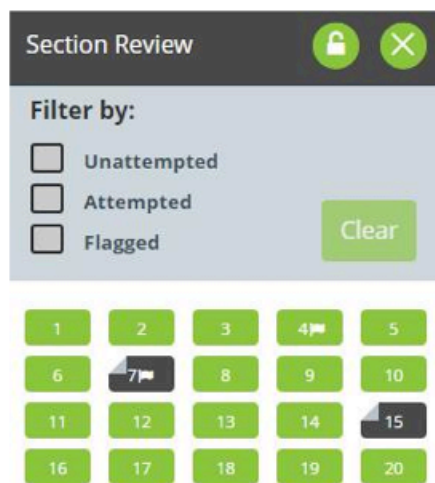 Section Review
Filter by:
Unattempted
Attempted
Flagged
Clear
1 2 3 4 5
6 7 8 9 10
11 12 13 14 15
16 17 18 19 20